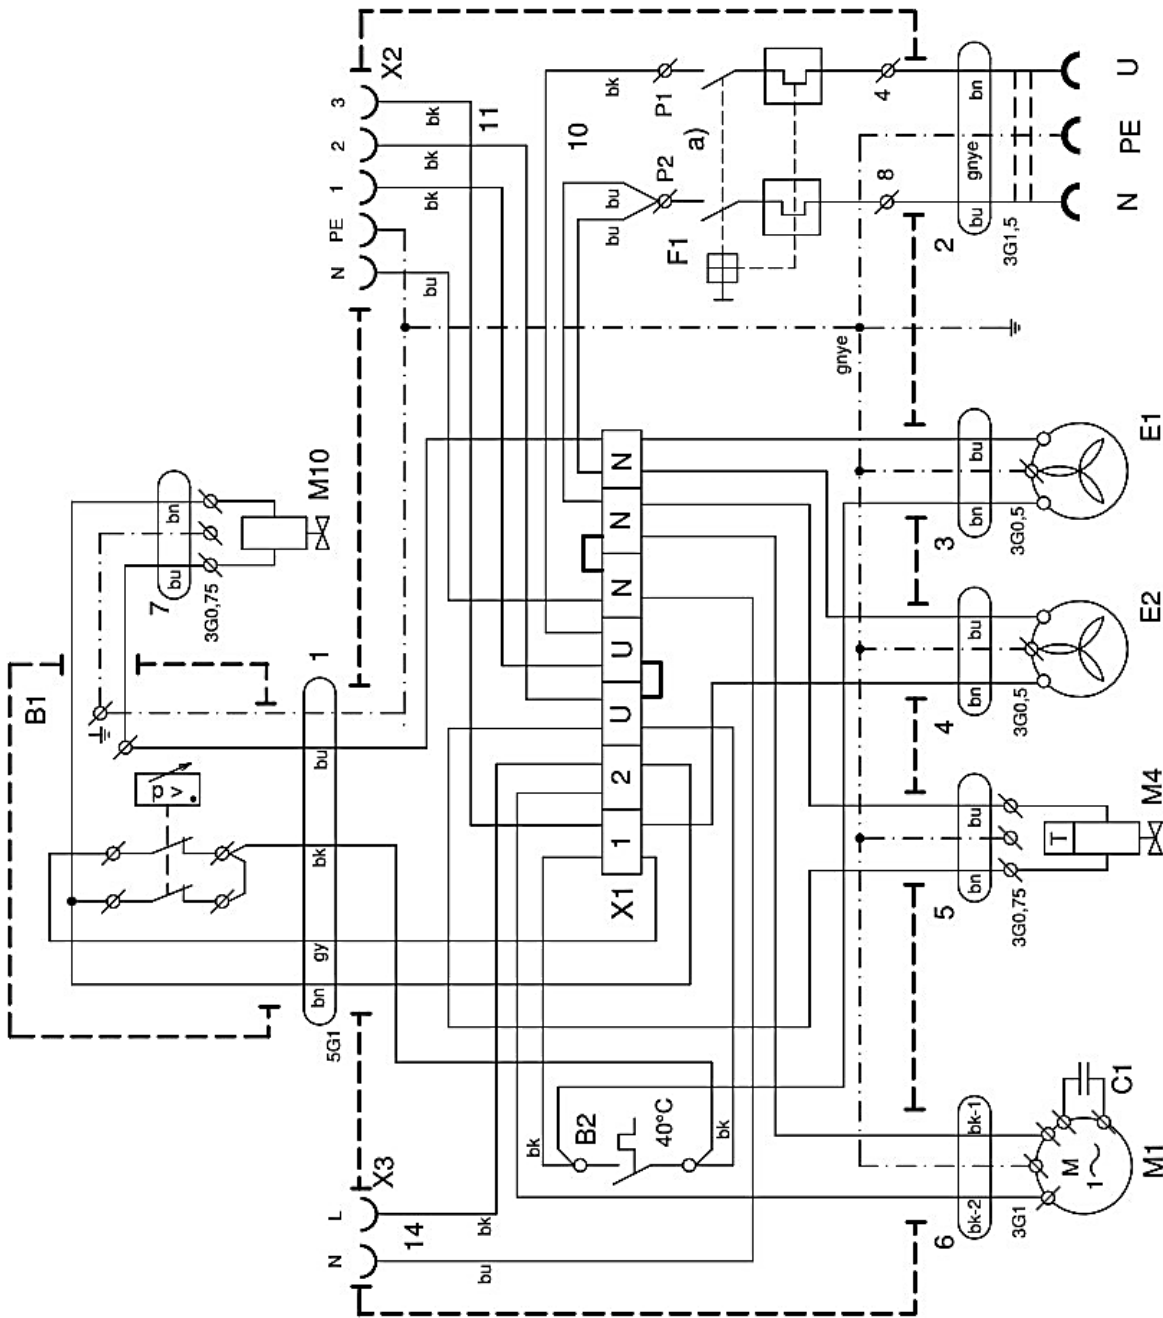 B1
p v
7 bu bn
3G0,75
bn gy bk bu 1 M10
5G1
N L N PE 1 2 3
X3 X2
14
bu bk bk bk
bu bk 11
bk
B2 10
X1 1 2 U U N N N
bu bu bk
40°C P2 P1
F1
a)
bk
gnye
8 4
6 5 4 3 2
bk-2 bk-1 bn bu bn bu bn bu bu gnye bn
3G1 3G0,75 3G0,5 3G0,5 3G1,5
T
M
1~
C1
M1 M4 E2 E1 N PE U